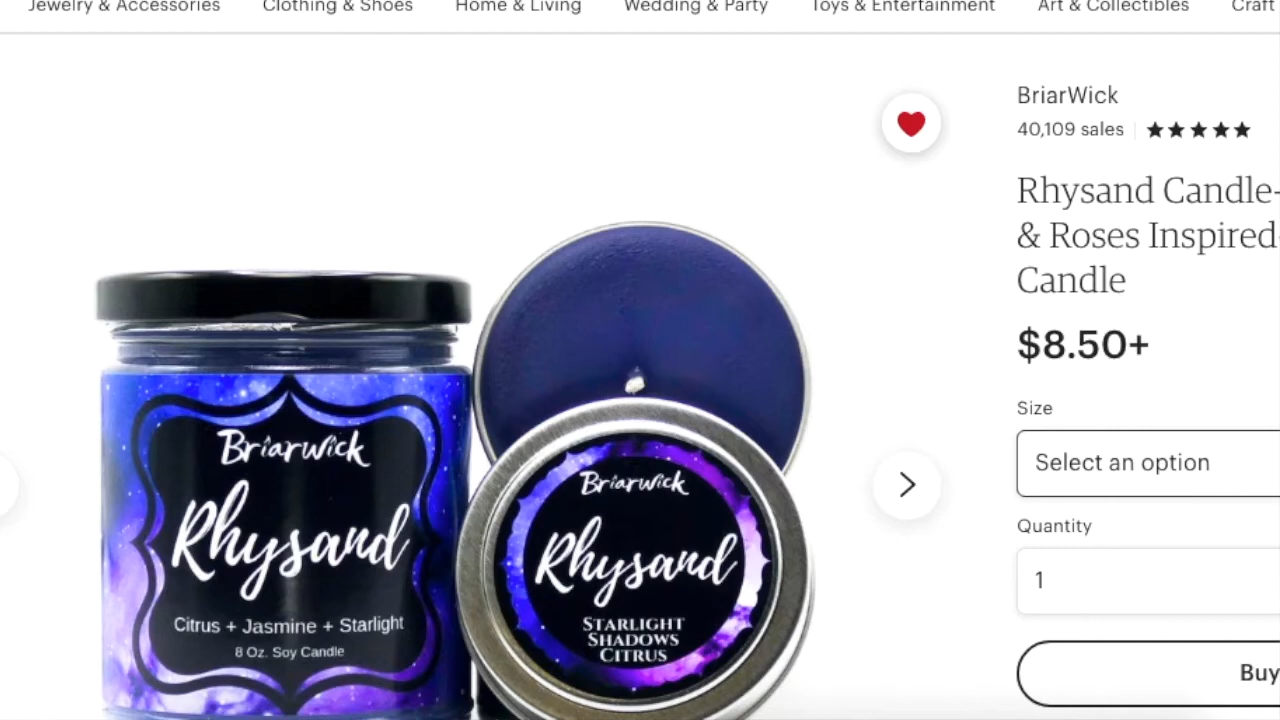 Jewelry & Accessories Clothing & Shoes Home & Living Wedding & Party Toys & Entertainment Art & Collectibles Craft
BriarWick
40,109 sales
Rhysand Candle-
& Roses Inspired-
Candle
$8.50+
Size
Select an option
Quantity
1
Buy
Briarwick
Rhysand
Citrus + Jasmine + Starlight
8 Oz. Soy Candle
Briarwick
Rhysand
STARLIGHT
SHADOWS
CITRUS